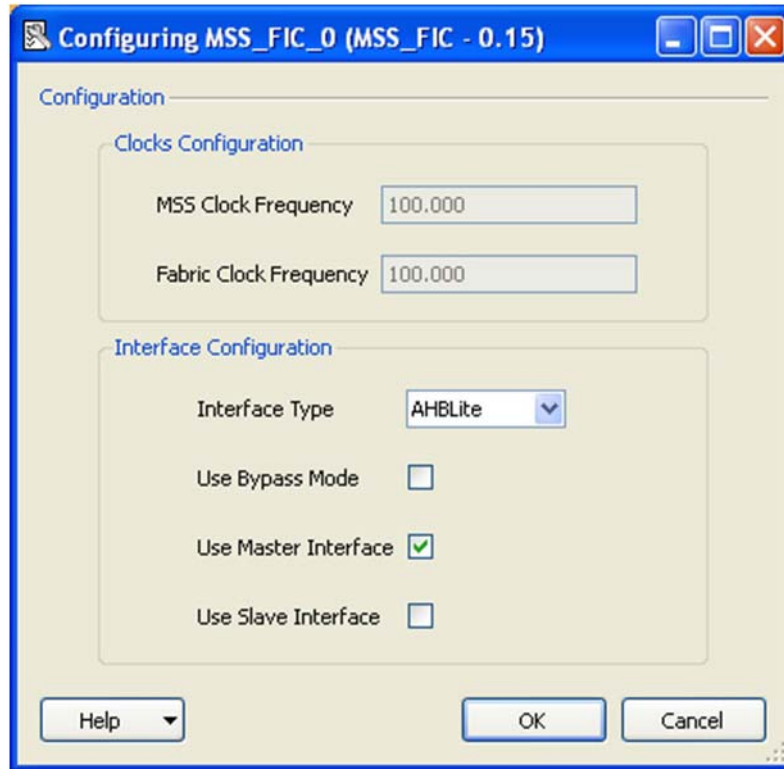 Configuring MSS_FIC_0 (MSS_FIC - 0.15)
Configuration
Clocks Configuration
MSS Clock Frequency 100.000
Fabric Clock Frequency 100.000
Interface Configuration
Interface Type AHBLite
Use Bypass Mode
Use Master Interface
Use Slave Interface
Help OK Cancel